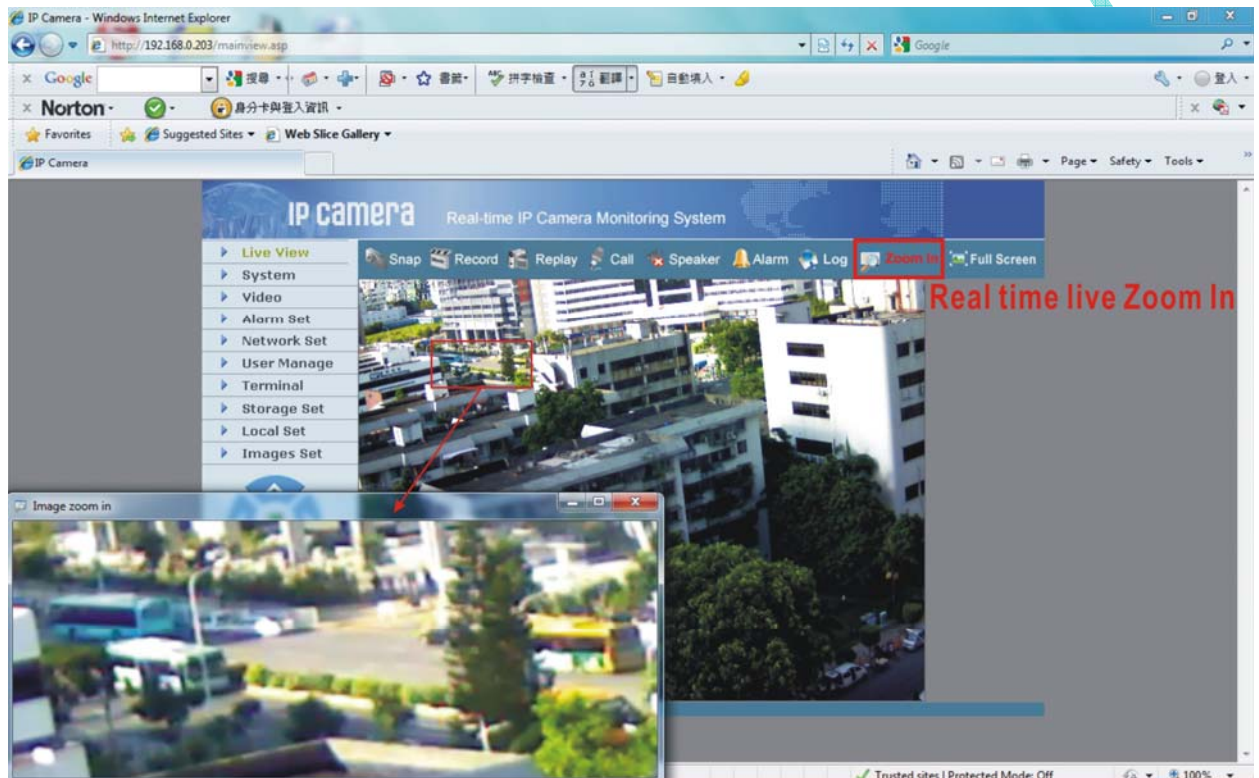 IP Camera - Windows Internet Explorer
http://192.168.0.203/mainview.asp
Google
× Google 搜尋 書籤 拼字檢查 翻譯 自動填入 登入
× Norton 身分卡與登入資訊
Favorites Suggested Sites Web Slice Gallery
IP Camera Page Safety Tools
IP camera Real-time IP Camera Monitoring System
Snap Record Replay Call Speaker Alarm Log Zoom In Full Screen
Real time live Zoom In
Live View
System
Video
Alarm Set
Network Set
User Manage
Terminal
Storage Set
Local Set
Images Set
Image zoom in
Trusted sites | Protected Mode: Off 100%